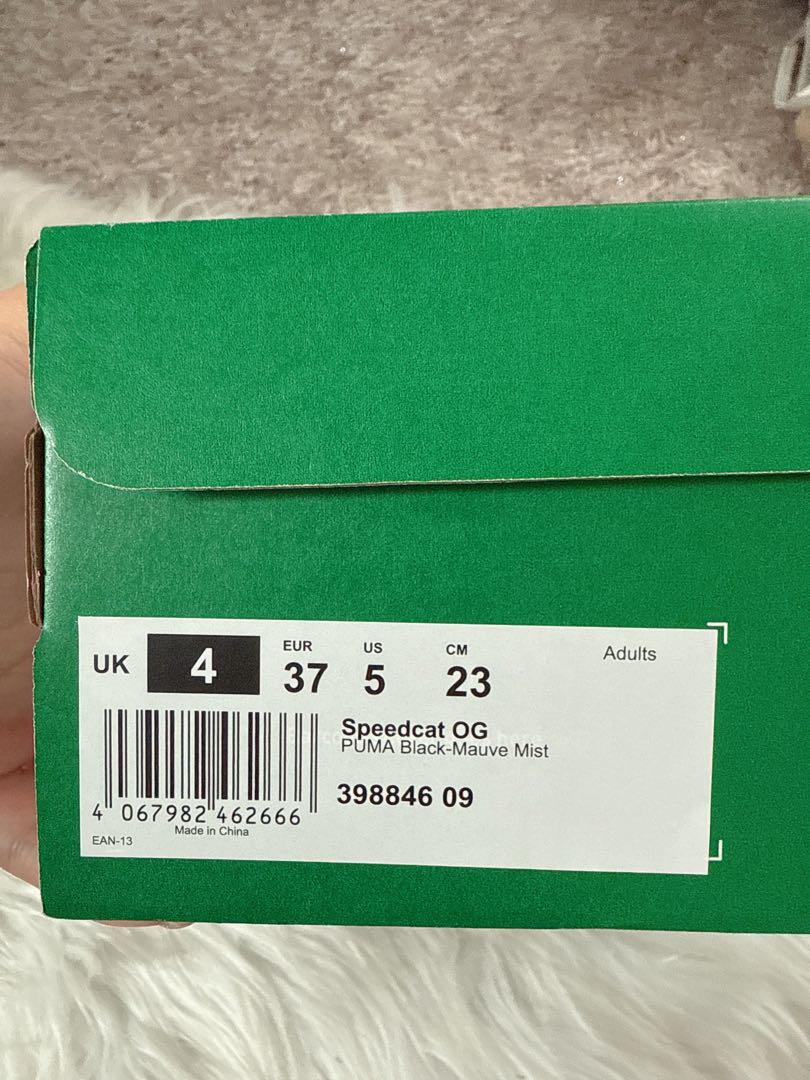 UK 4
EUR US CM
37 5 23
Adults
Speedcat OG
PUMA Black-Mauve Mist
398846 09
4 067982 462666
Made in China
EAN-13